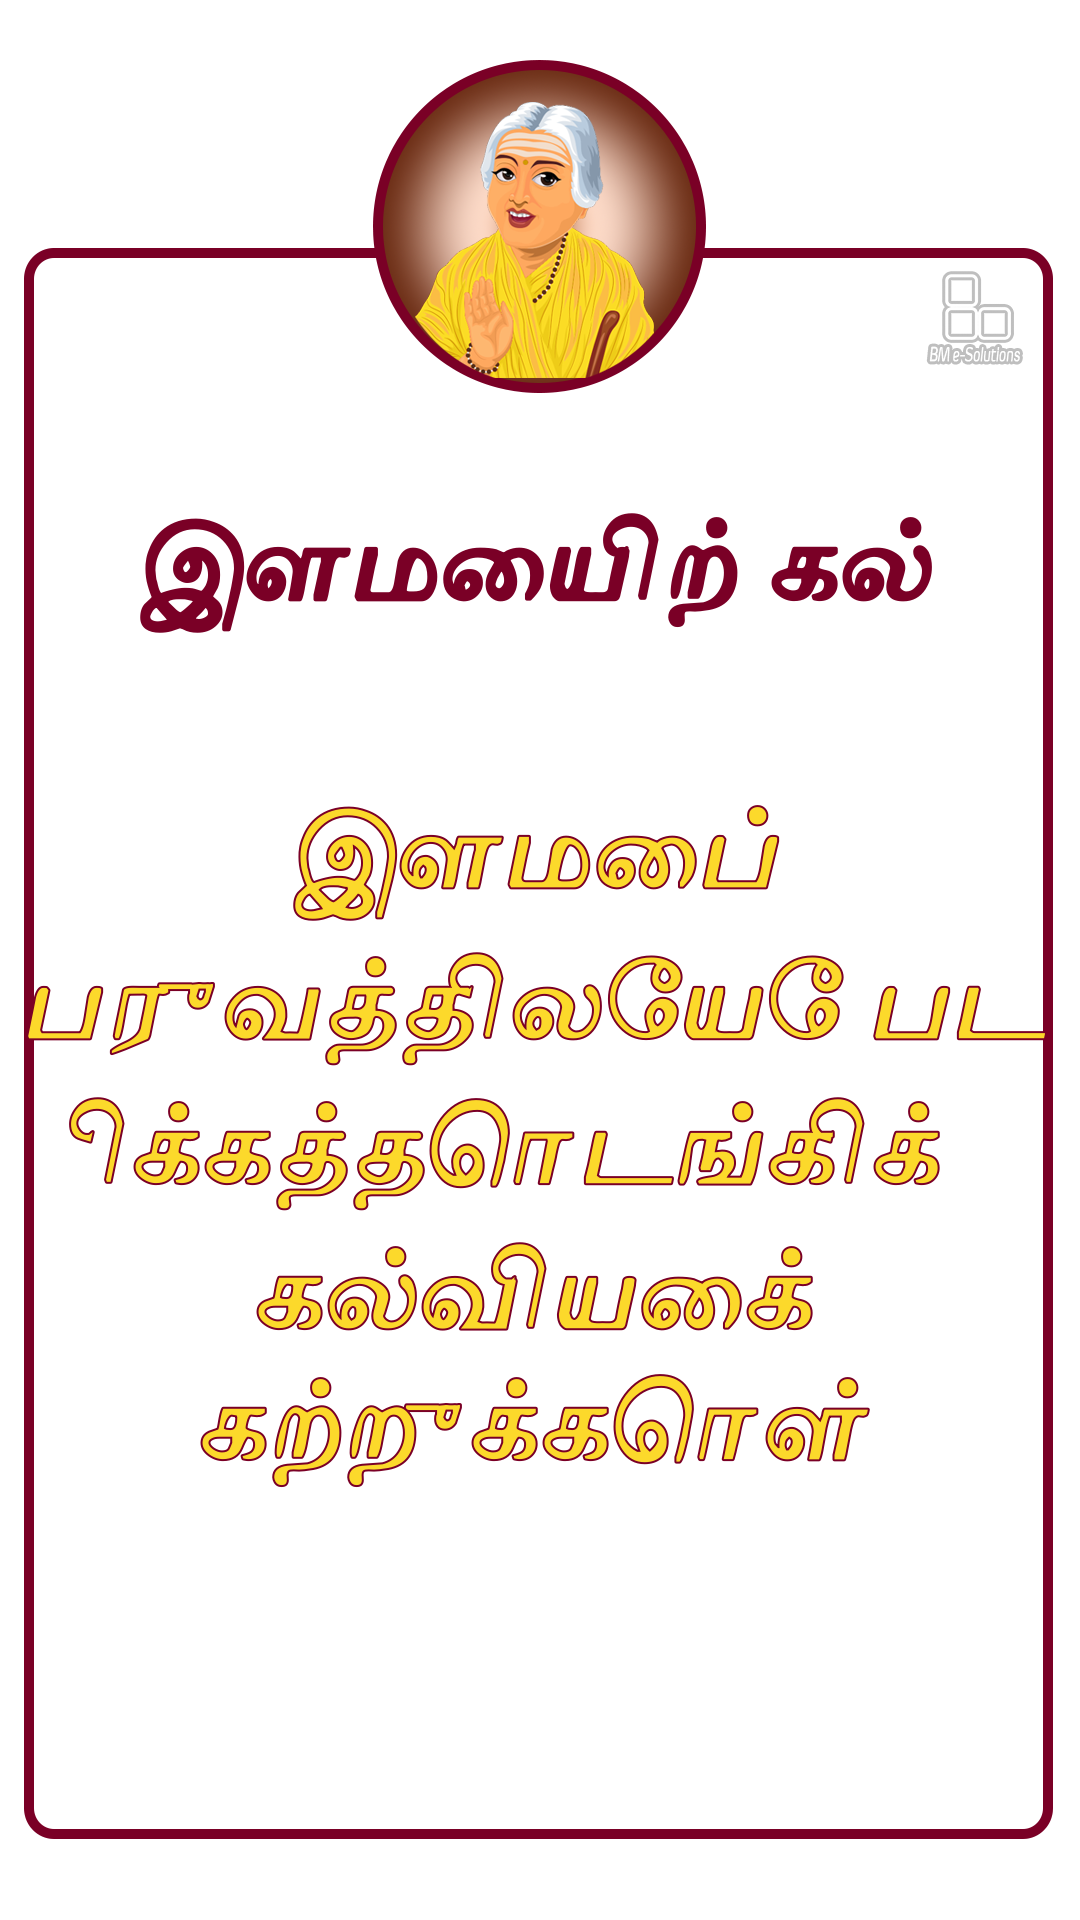 BM e-Solutions
இளமையிற் கல்
இளமைப்
பருவத்திலேயே பட
ிக்கத்தொடங்கிக்
கல்வியைக்
கற்றுக்கொள்